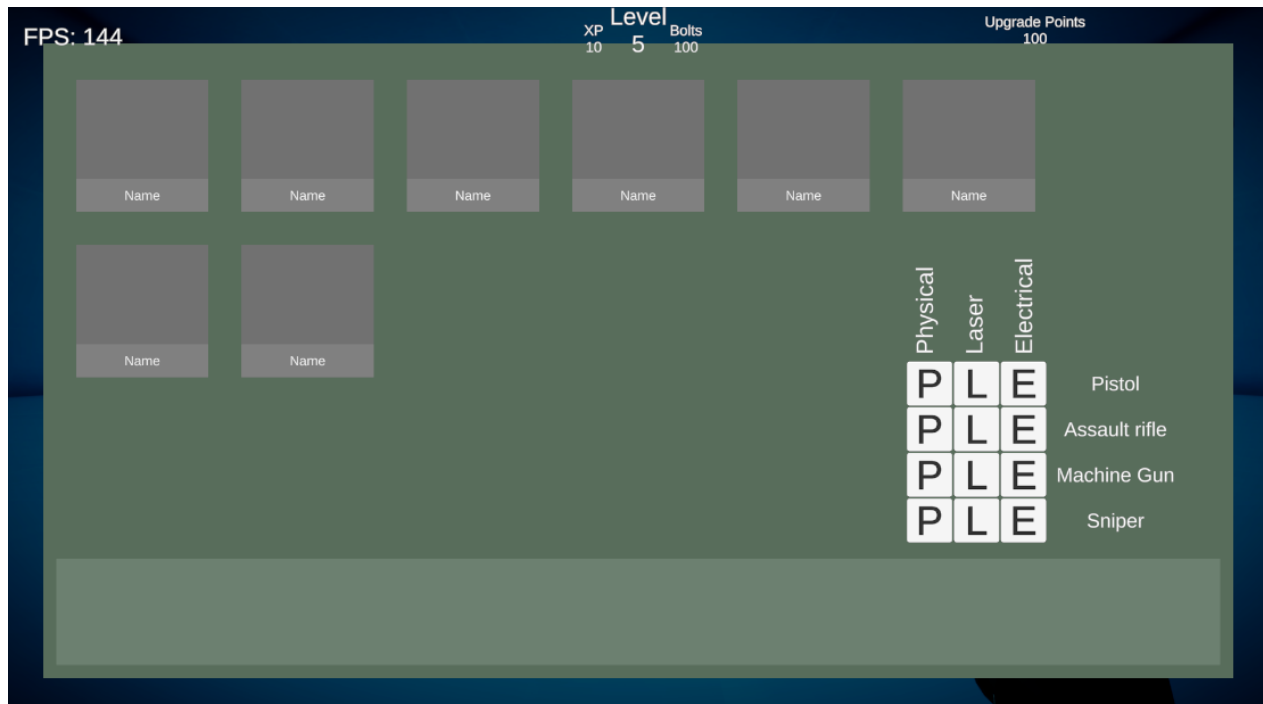 FPS: 144
Level
XP
Bolts
10
5
100
Upgrade Points
100
Name
Name
Name
Name
Name
Name
Name
Name
Physical
Laser
Electrical
P L E Pistol
P L E Assault rifle
P L E Machine Gun
P L E Sniper